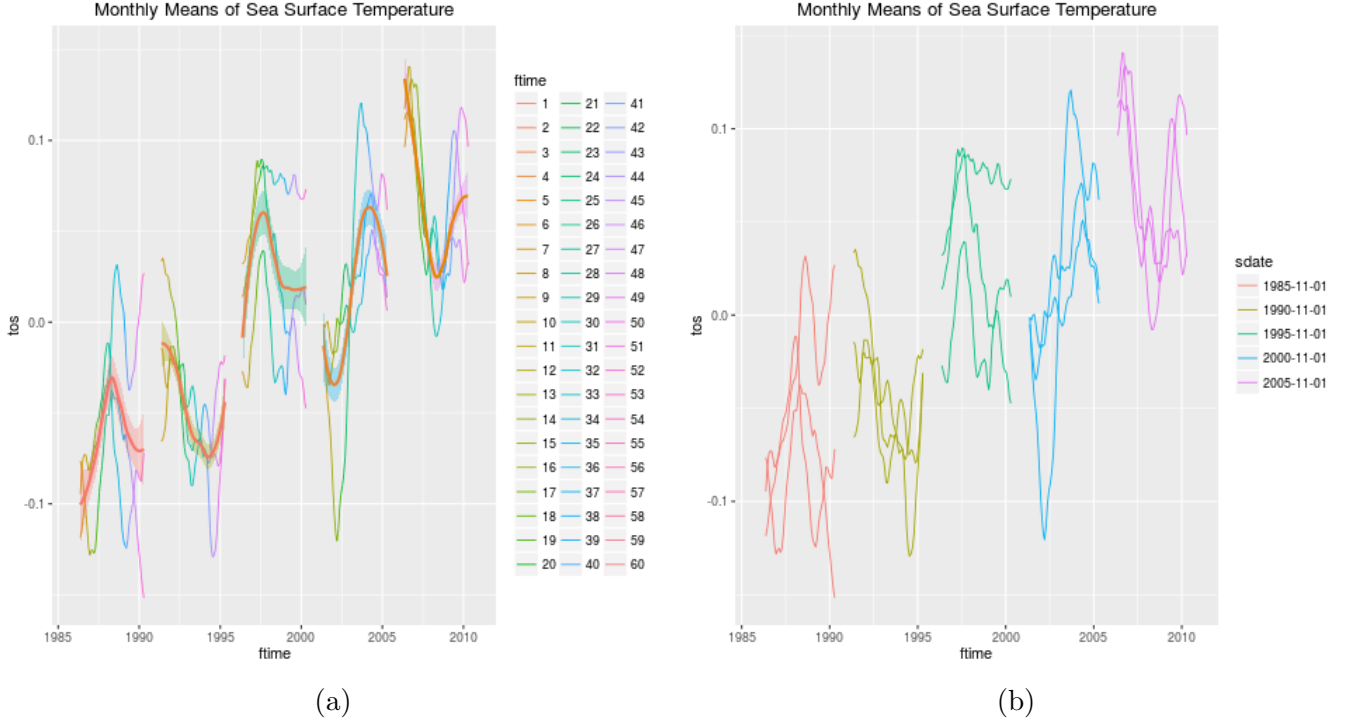 Monthly Means of Sea Surface Temperature
tos
0.1
0.0
-0.1
1985 1990 1995 2000 2005 2010
ftime
ftime
1 21 41
2 22 42
3 23 43
4 24 44
5 25 45
6 26 46
7 27 47
8 28 48
9 29 49
10 30 50
11 31 51
12 32 52
13 33 53
14 34 54
15 35 55
16 36 56
17 37 57
18 38 58
19 39 59
20 40 60
(a)
Monthly Means of Sea Surface Temperature
tos
0.1
0.0
-0.1
1985 1990 1995 2000 2005 2010
ftime
sdate
1985-11-01
1990-11-01
1995-11-01
2000-11-01
2005-11-01
(b)